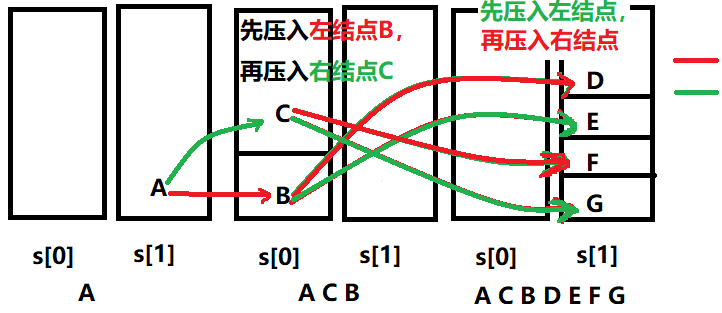 先压入左结点B，
再压入右结点C
先压入左结点，
再压入右结点
A
C
B
D
E
F
G
s[0]
s[1]
s[0]
s[1]
s[0]
s[1]
A
A C B
A C B D E F G